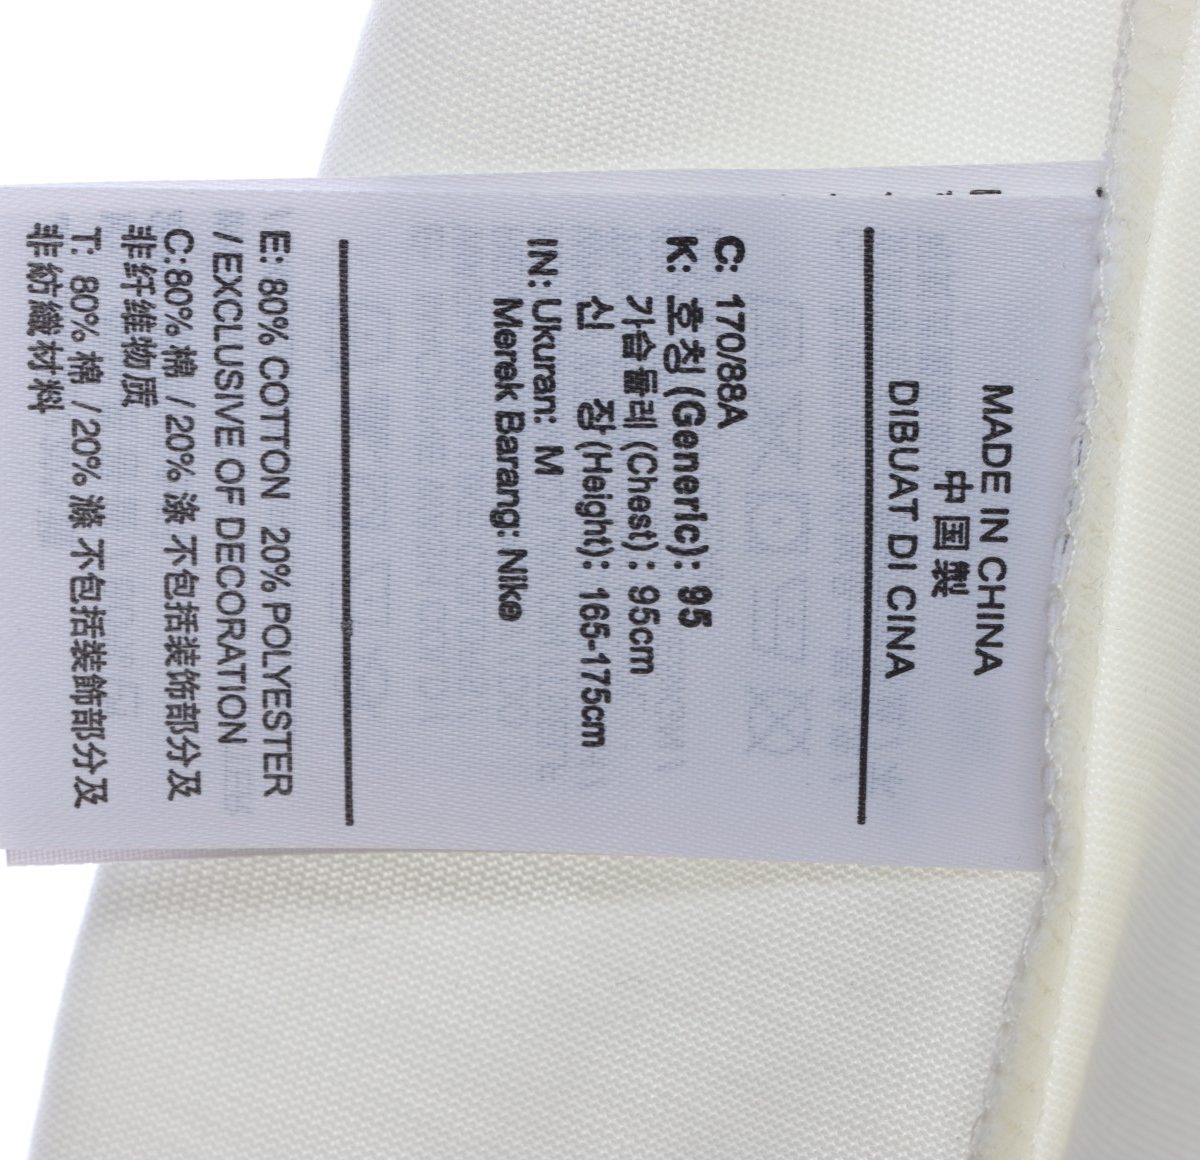 MADE IN CHINA
中国製
DIBUAT DI CINA
C: 170/88A
K: 호칭 (Generic): 95
가슴둘레 (Chest): 95cm
신 장 (Height): 165-175cm
IN: Ukuran: M
Merek Barang: Nike
E: 80% COTTON 20% POLYESTER
/ EXCLUSIVE OF DECORATION
C:80% 棉 /20% 涤 不包括装饰部分及
非纤维物质
T: 80% 棉 /20% 滌 不包括裝飾部分及
非紡織材料